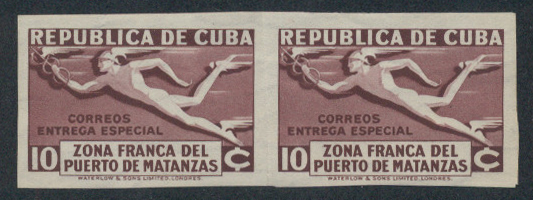 REPUBLICA DE CUBA
CORREOS
ENTREGA ESPECIAL
10 ZONA FRANCA DEL PUERTO DE MATANZAS ¢
WATERLOW & SONS LIMITED, LONDRES.
REPUBLICA DE CUBA
CORREOS
ENTREGA ESPECIAL
10 ZONA FRANCA DEL PUERTO DE MATANZAS ¢
WATERLOW & SONS LIMITED, LONDRES.